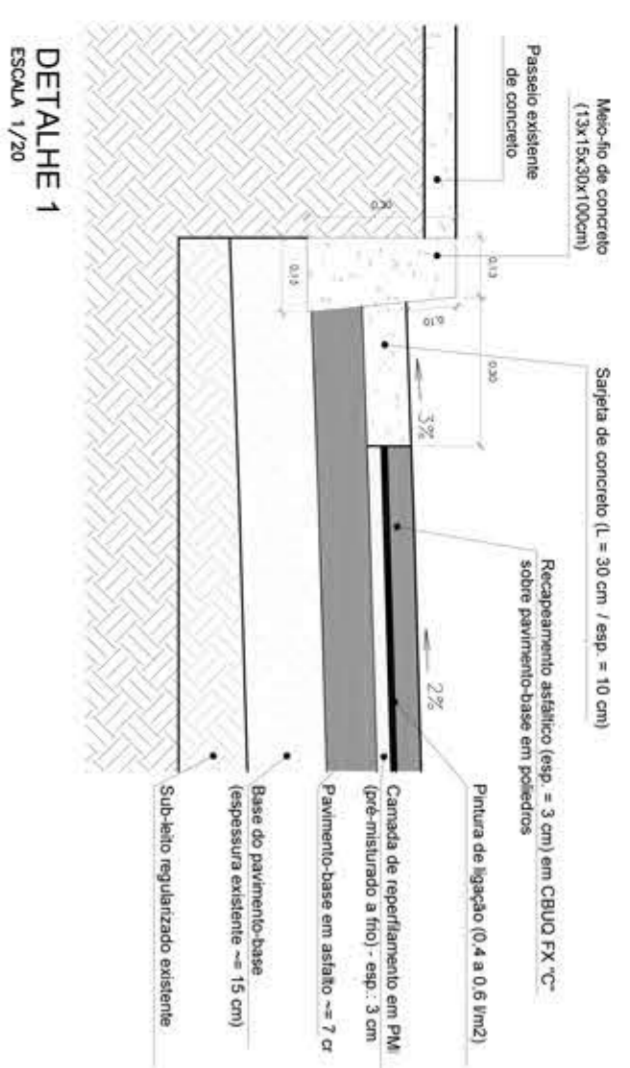 Meio-fio de concreto
(13x15x30x100cm)
Passeio existente
de concreto
Sarjeta de concreto (L = 30 cm / esp. = 10 cm)
Recapeamento asfáltico (esp. = 3 cm) em CBUQ FX "C"
sobre pavimento-base em poliedros
Pintura de ligação (0,4 a 0,6 l/m2)
Camada de reperfilamento em PM
(pré-misturado a frio) - esp.: 3 cm
Pavimento-base em asfalto ~= 7 cr
Base do pavimento-base
(espessura existente ~= 15 cm)
Sub-leito regularizado existente
0,30
0,13
0,15
0,10
0,30
3%
2%
DETALHE 1
ESCALA 1/20